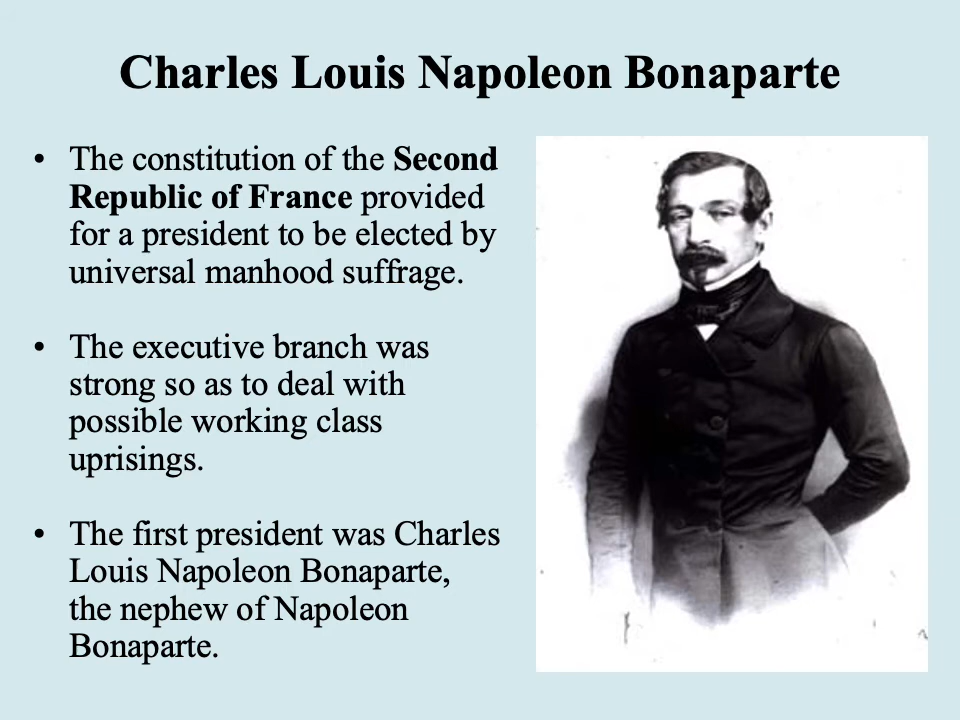 Charles Louis Napoleon Bonaparte
• The constitution of the Second
Republic of France provided
for a president to be elected by
universal manhood suffrage.
• The executive branch was
strong so as to deal with
possible working class
uprisings.
• The first president was Charles
Louis Napoleon Bonaparte,
the nephew of Napoleon
Bonaparte.